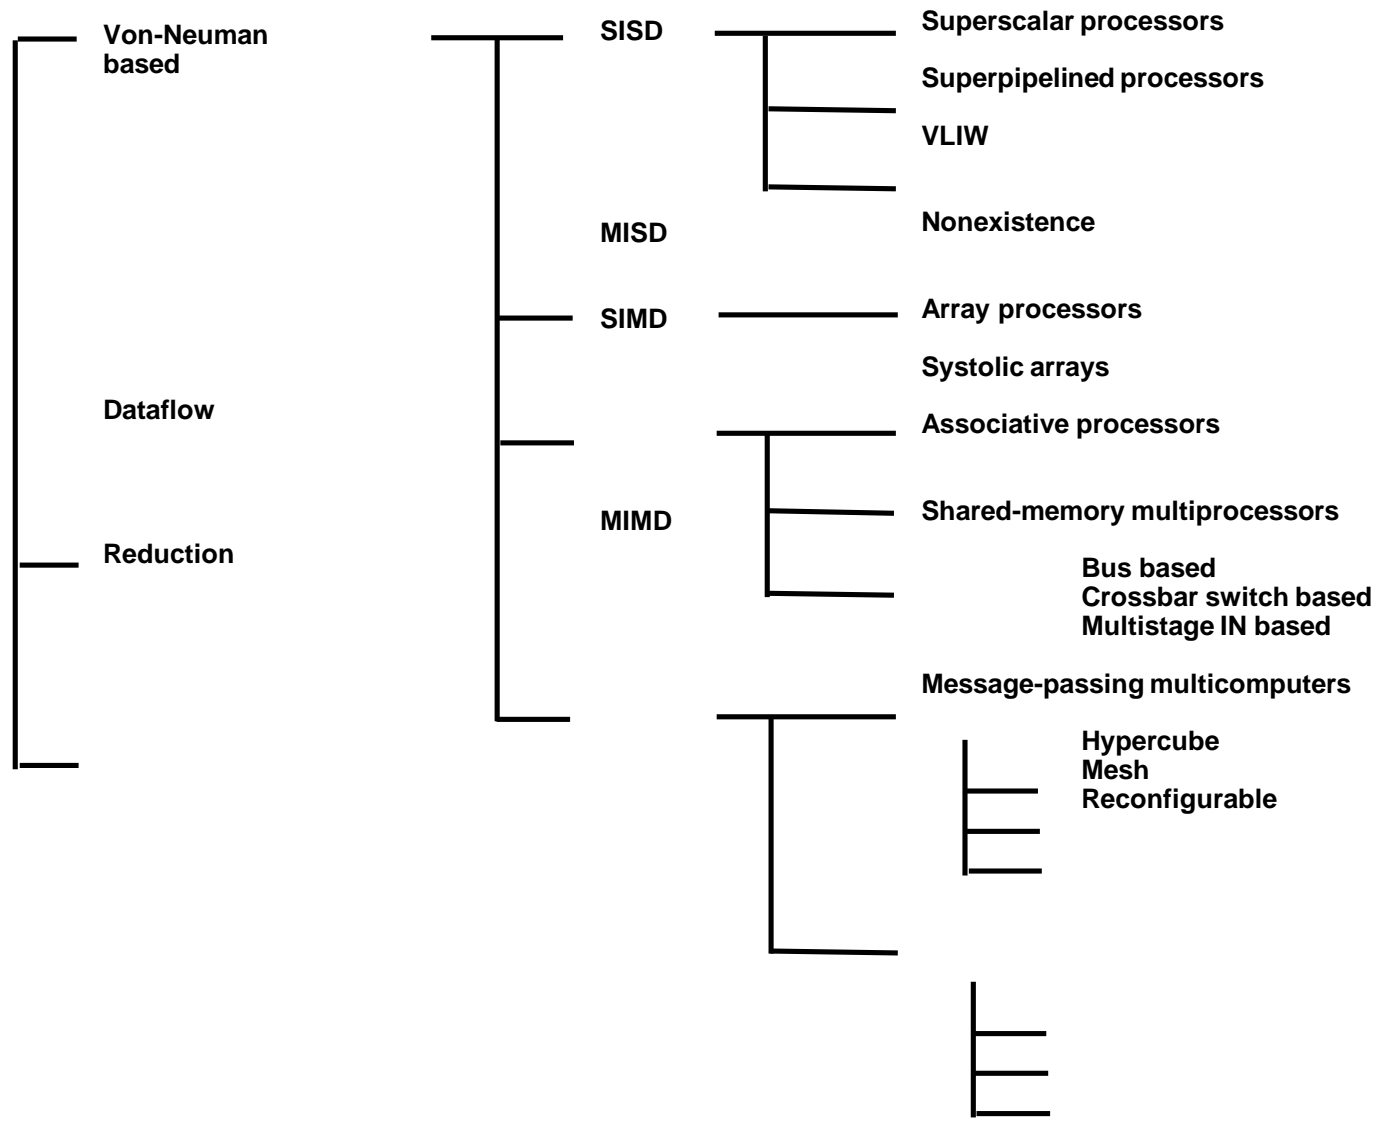 Von-Neuman
based
SISD
Superscalar processors
Superpipelined processors
VLIW
MISD
Nonexistence
SIMD
Array processors
Systolic arrays
Dataflow
Associative processors
MIMD
Shared-memory multiprocessors
Reduction
Bus based
Crossbar switch based
Multistage IN based
Message-passing multicomputers
Hypercube
Mesh
Reconfigurable